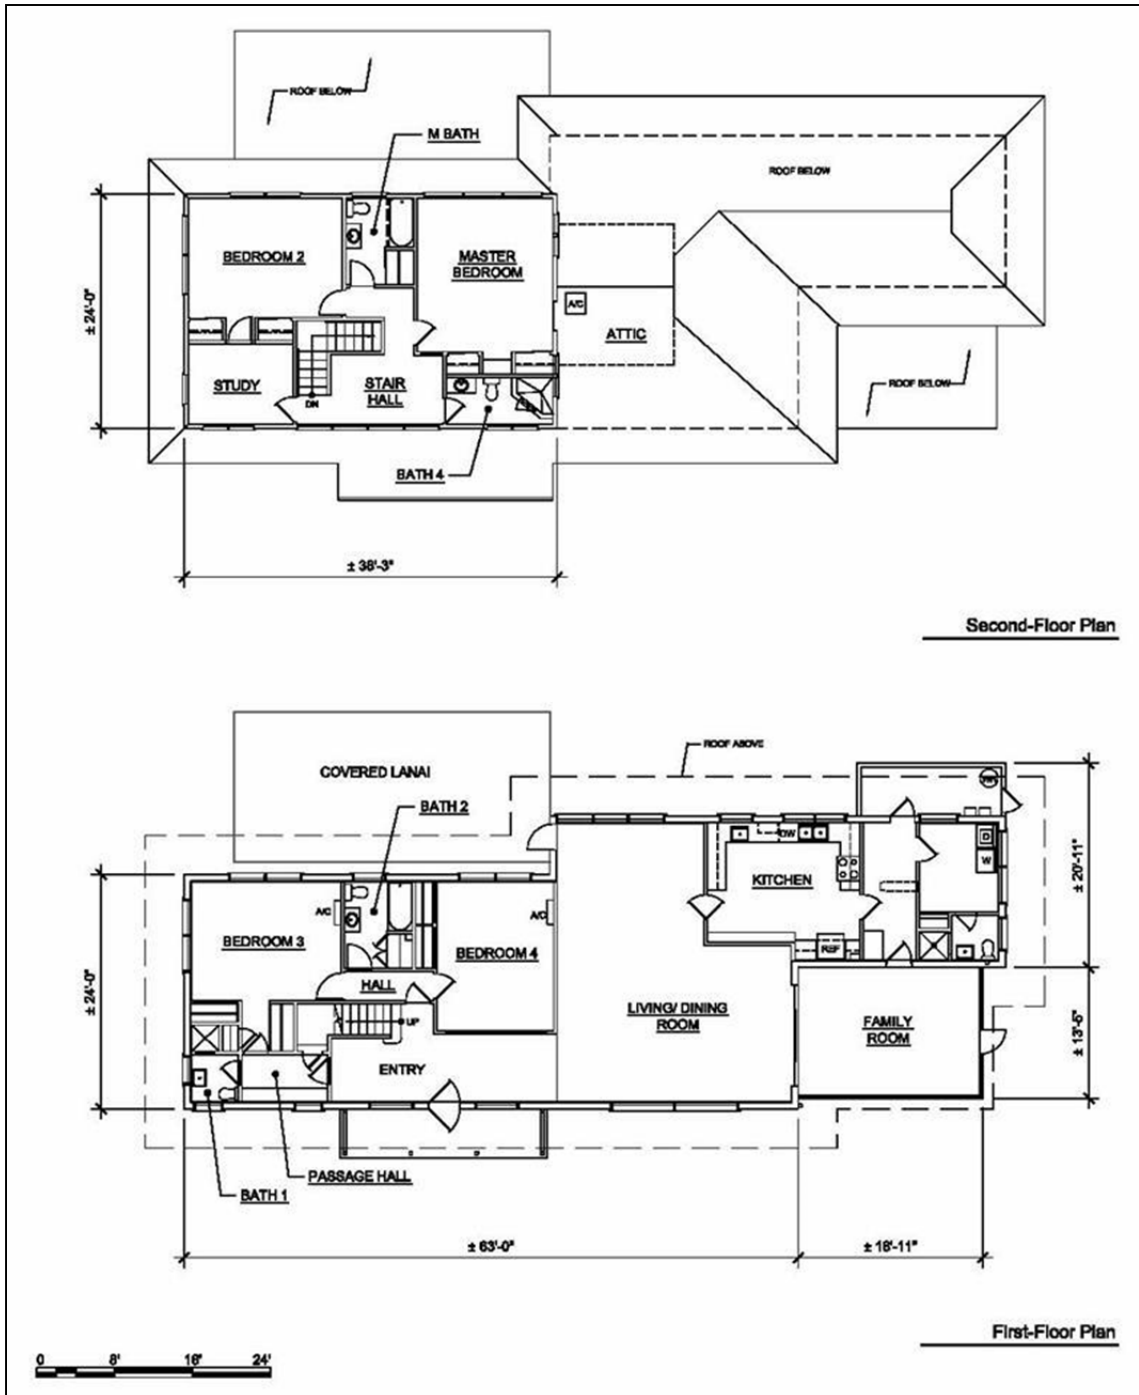 ROOF BELOW
M BATH
ROOF BELOW
BEDROOM 2
MASTER
BEDROOM
± 24'-0"
A/C
ATTIC
STUDY
STAIR
HALL
DN
ROOF BELOW
BATH 4
± 38'-3"
Second-Floor Plan
ROOF ABOVE
COVERED LANAI
BATH 2
DW
D
W
KITCHEN
± 20'-11"
A/C
A/C
BEDROOM 3
BEDROOM 4
REF
HALL
± 24'-0"
UP
LIVING/ DINING
ROOM
FAMILY
ROOM
± 13'-5"
ENTRY
PASSAGE HALL
BATH 1
± 63'-0"
± 18'-11"
First-Floor Plan
0 8' 16' 24'